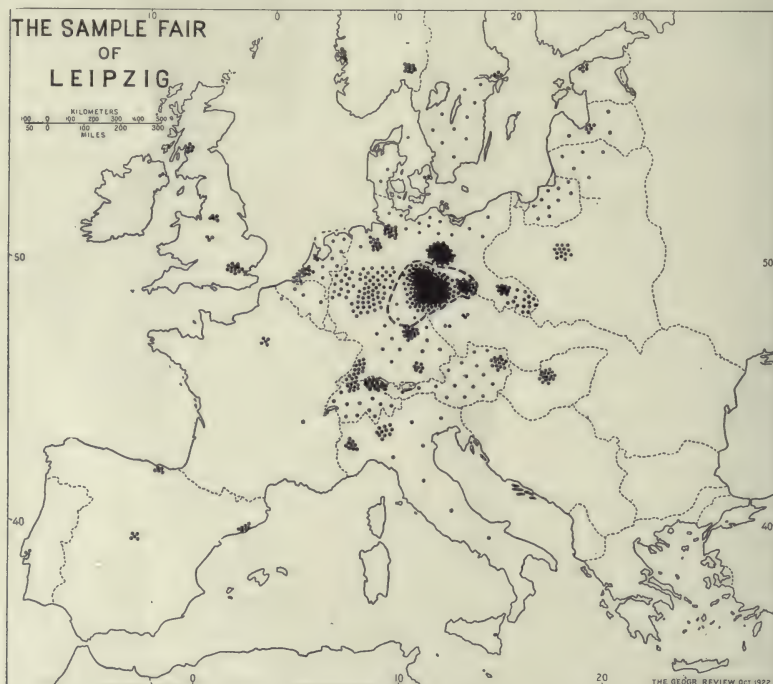 THE SAMPLE FAIR
OF
LEIPZIG
KILOMETERS
100 0 100 200 300 400 500
50 0 100 200 300
MILES
10 0 10 20 30
50 50
40 40
10 0 10 20
THE GEOGR. REVIEW, OCT. 1922